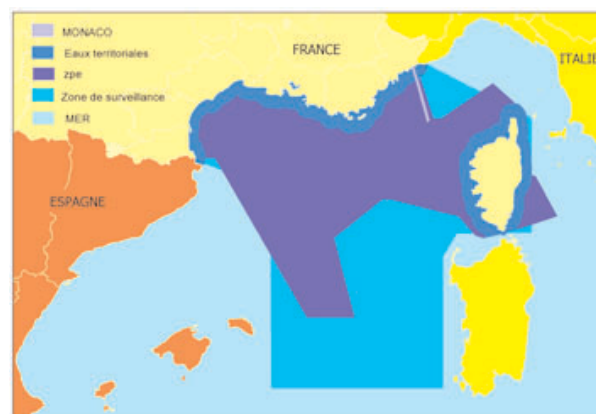 MONACO
Eaux territoriales
zpe
Zone de surveillance
MER
FRANCE
ITALIE
ESPAGNE